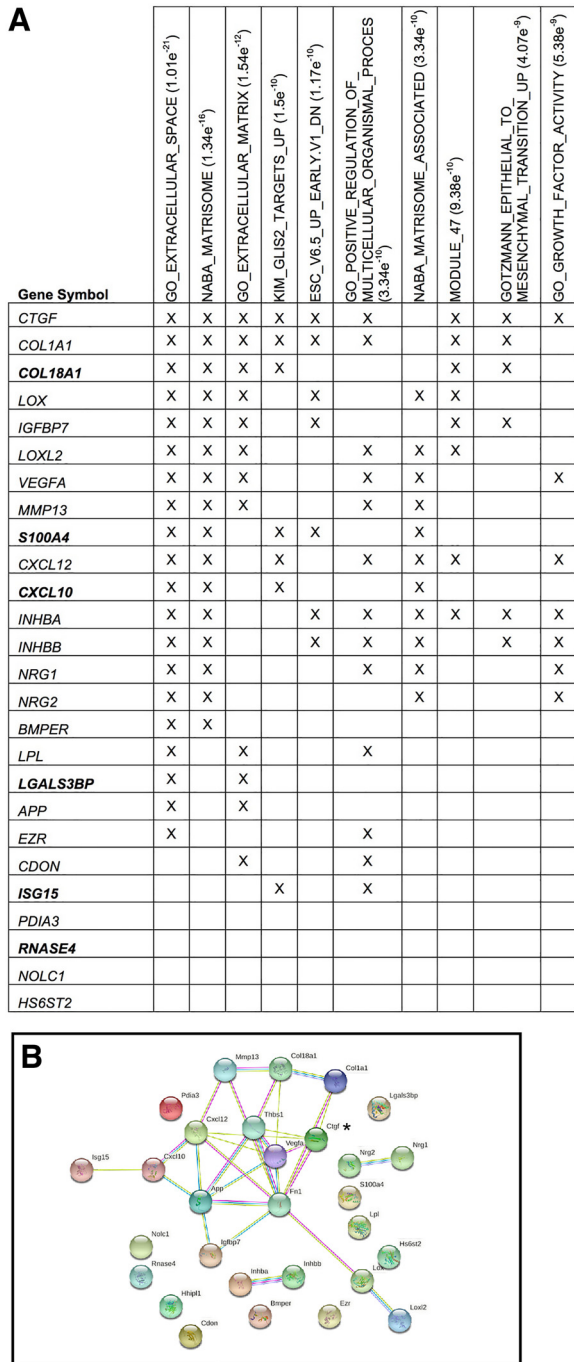 A
GO_EXTRACELLULAR_SPACE (1.01e-21)
NABA_MATRISOME (1.34e-16)
GO_EXTRACELLULAR_MATRIX (1.54e-12)
KIM_GLIS2_TARGETS_UP (1.5e-10)
ESC_V6.5_UP_EARLY.V1_DN (1.17e-10)
GO_POSITIVE_REGULATION_OF_
MULTICELLULAR_ORGANISMAL_PROCES
(3.34e-10)
NABA_MATRISOME_ASSOCIATED (3.34e-10)
MODULE_47 (9.38e-10)
GOTZMANN_EPITHELIAL_TO_
MESENCHYMAL_TRANSITION_UP (4.07e-9)
GO_GROWTH_FACTOR_ACTIVITY (5.38e-9)
Gene Symbol
CTGF X X X X X X X X X
COL1A1 X X X X X X X X
COL18A1 X X X X X X
LOX X X X X X X
IGFBP7 X X X X X X
LOXL2 X X X X X X
VEGFA X X X X X X
MMP13 X X X X X
S100A4 X X X X X
CXCL12 X X X X X X X
CXCL10 X X X X
INHBA X X X X X X X X
INHBB X X X X X X X
NRG1 X X X X X
NRG2 X X X X
BMPER X X
LPL X X X
LGALS3BP X X
APP X X
EZR X X
CDON X X
ISG15 X X
PDIA3
RNASE4
NOLC1
HS6ST2
B
Mmp13
Col18a1
Col1a1
Pdia3
Lgals3bp
Cxcl12
Thbs1
Ctgf *
Vegfa
Nrg2
Nrg1
Isg15
Cxcl10
S100a4
App
Fn1
Lpl
Nolc1
Igfbp7
Hs6st2
Rnase4
Inhba
Inhbb
Lox
Hhipl1
Bmper
Ezr
Loxl2
Cdon